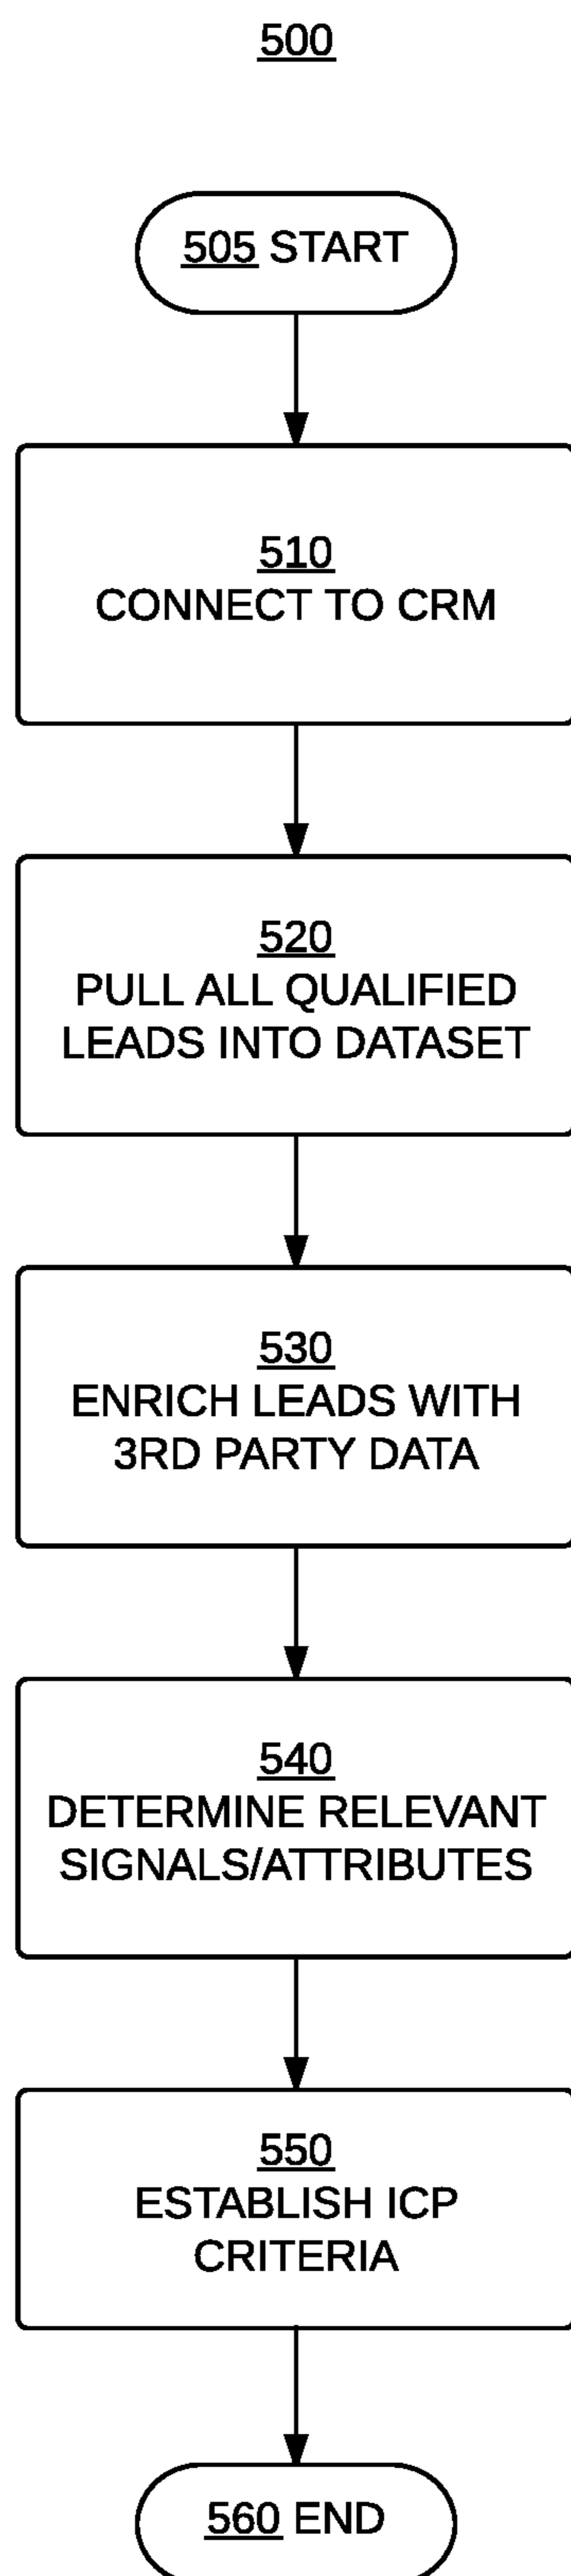 500
505 START
510
CONNECT TO CRM
520
PULL ALL QUALIFIED
LEADS INTO DATASET
530
ENRICH LEADS WITH
3RD PARTY DATA
540
DETERMINE RELEVANT
SIGNALS/ATTRIBUTES
550
ESTABLISH ICP
CRITERIA
560 END